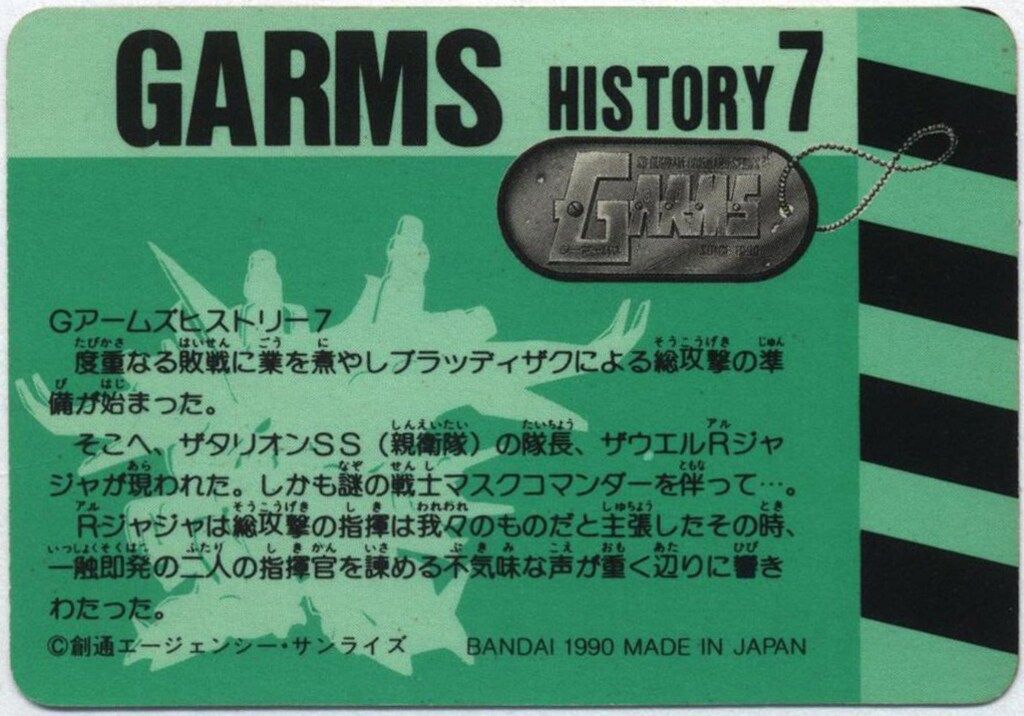 GARMS HISTORY 7
GARMS
Gアームズヒストリー7
度重なる敗戦に業を煮やしブラッディザクによる総攻撃の準
備が始まった。
そこへ、ザタリオンSS(親衛隊)の隊長、ザウエルRジャ
ジャが現われた。しかも謎の戦士マスクコマンダーを伴って…。
Rジャジャは総攻撃の指揮は我々のものだと主張したその時、
一触即発の二人の指揮官を諫める不気味な声が重く辺りに響き
わたった。
©創通エージェンシー・サンライズ BANDAI 1990 MADE IN JAPAN